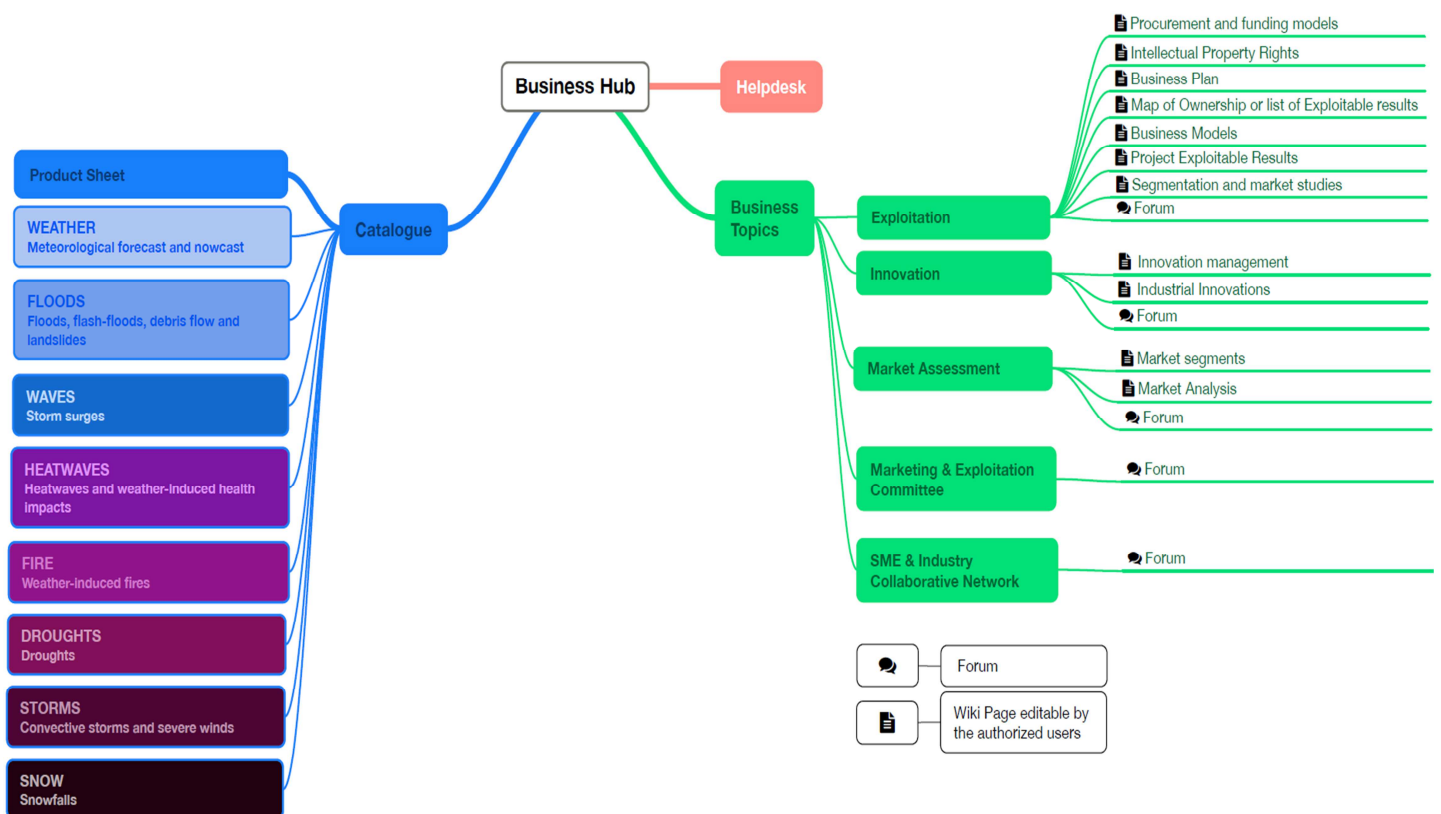 Business Hub
Helpdesk
Catalogue
Product Sheet
WEATHER
Meteorological forecast and nowcast
FLOODS
Floods, flash-floods, debris flow and
landslides
WAVES
Storm surges
HEATWAVES
Heatwaves and weather-induced health
impacts
FIRE
Weather-induced fires
DROUGHTS
Droughts
STORMS
Convective storms and severe winds
SNOW
Snowfalls
Business
Topics
Exploitation
Procurement and funding models
Intellectual Property Rights
Business Plan
Map of Ownership or list of Exploitable results
Business Models
Project Exploitable Results
Segmentation and market studies
Forum
Innovation
Innovation management
Industrial Innovations
Forum
Market Assessment
Market segments
Market Analysis
Forum
Marketing & Exploitation
Committee
Forum
SME & Industry
Collaborative Network
Forum
Forum
Wiki Page editable by
the authorized users